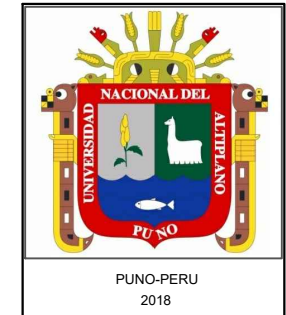 NACIONAL DEL
UNIVERSIDAD
ALTIPLANO
PUNO
PUNO-PERU
2018